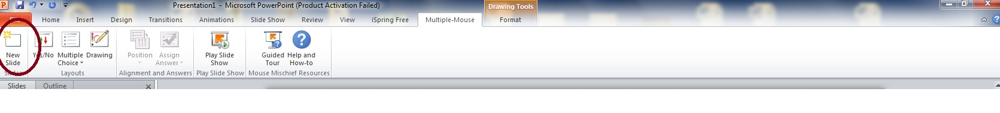 Presentation1 - Microsoft PowerPoint (Product Activation Failed)
Drawing Tools
File Home Insert Design Transitions Animations Slide Show Review View iSpring Free Multiple-Mouse Format
New Slide
Yes/No
Multiple Choice
Drawing
Position
Assign Answer
Play Slide Show
Guided Tour
Help and How-to
Slides Layouts Alignment and Answers Play Slide Show Mouse Mischief Resources
Slides Outline